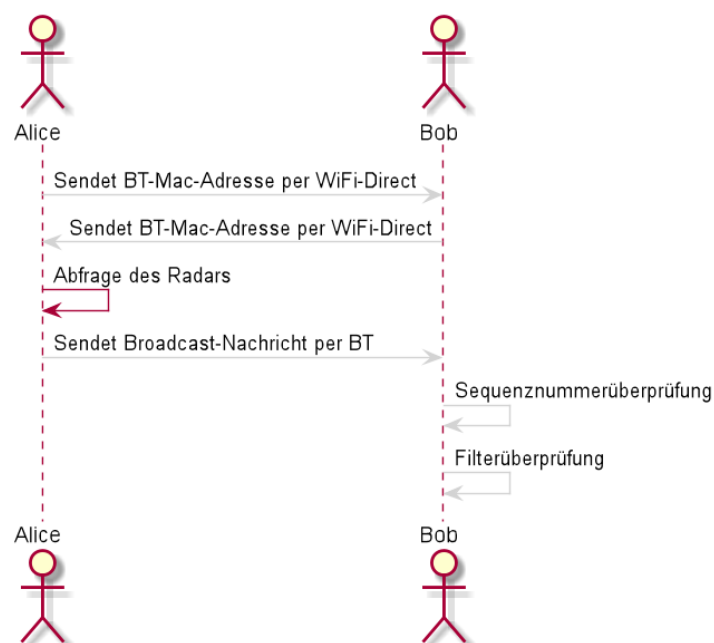 Alice
Bob
Sendet BT-Mac-Adresse per WiFi-Direct
Sendet BT-Mac-Adresse per WiFi-Direct
Abfrage des Radars
Sendet Broadcast-Nachricht per BT
Sequenznummerüberprüfung
Filterüberprüfung
Alice
Bob